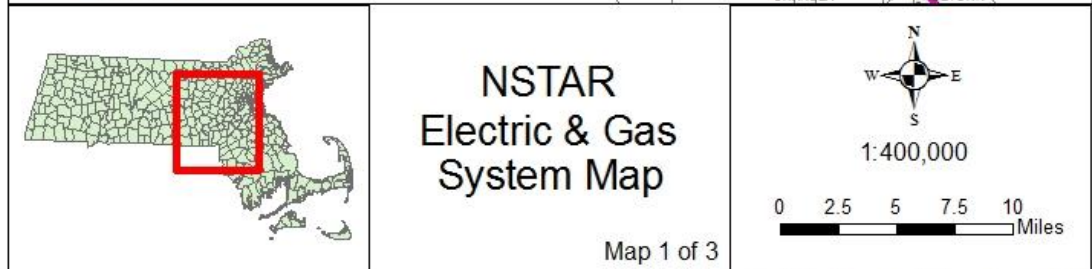 NSTAR
Electric & Gas
System Map
Map 1 of 3
N
W E
S
1:400,000
0 2.5 5 7.5 10
Miles